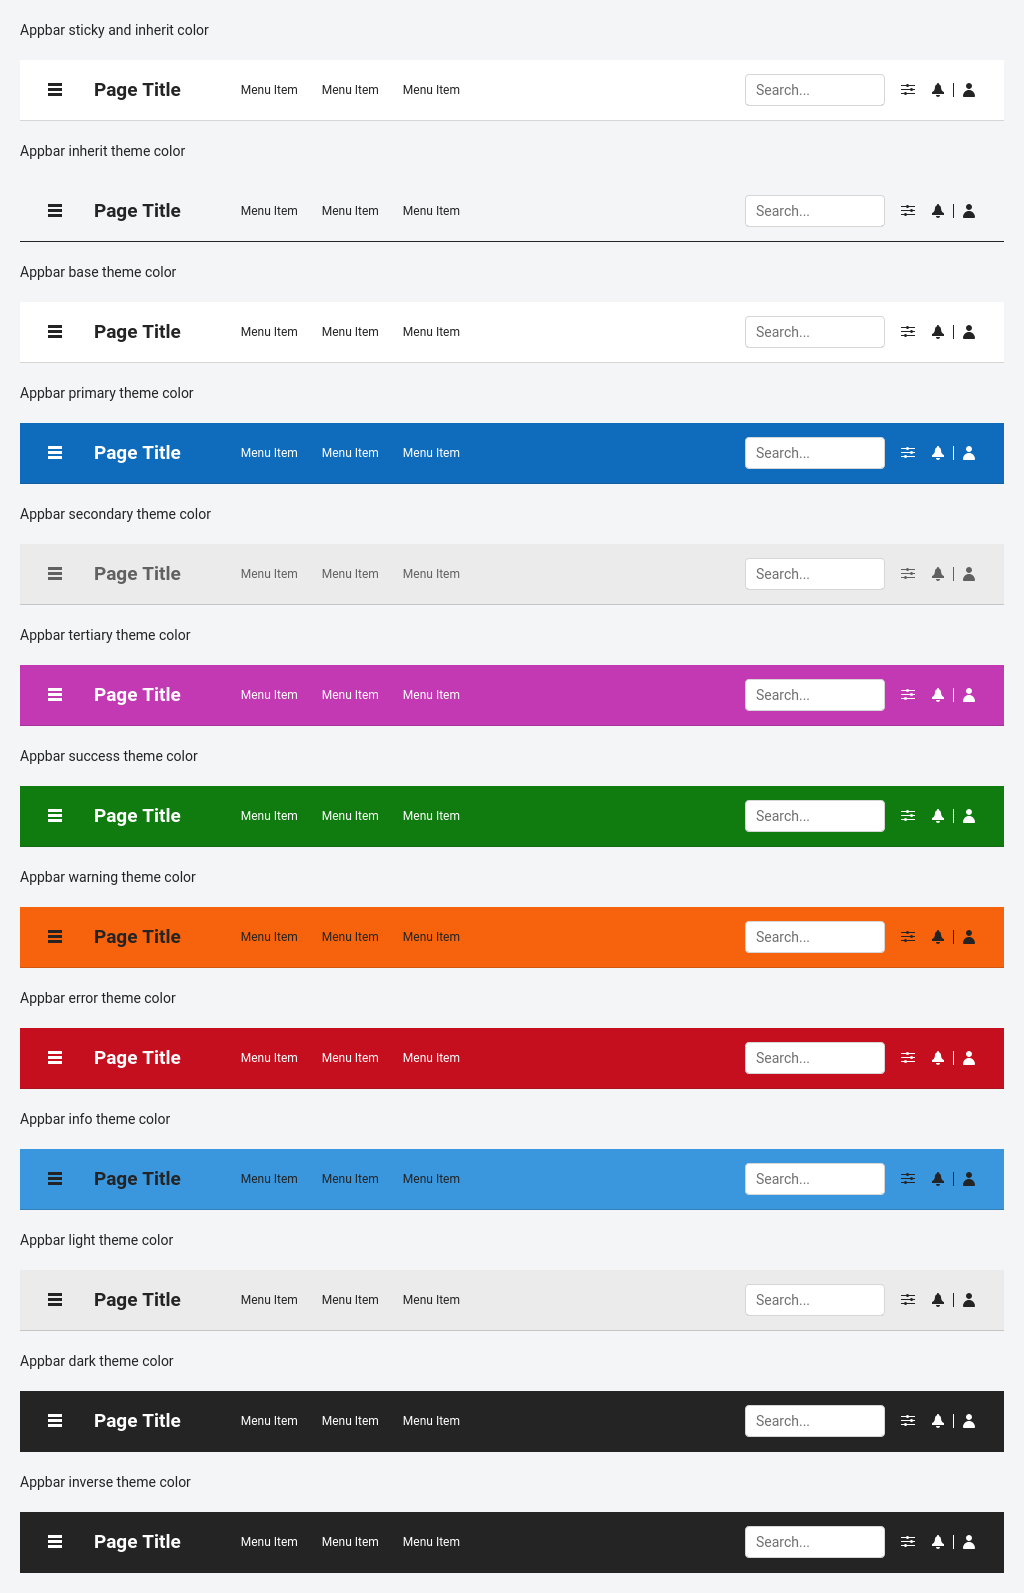 Appbar sticky and inherit color
Page Title Menu Item Menu Item Menu Item Search...
Appbar inherit theme color
Page Title Menu Item Menu Item Menu Item Search...
Appbar base theme color
Page Title Menu Item Menu Item Menu Item Search...
Appbar primary theme color
Page Title Menu Item Menu Item Menu Item Search...
Appbar secondary theme color
Page Title Menu Item Menu Item Menu Item Search...
Appbar tertiary theme color
Page Title Menu Item Menu Item Menu Item Search...
Appbar success theme color
Page Title Menu Item Menu Item Menu Item Search...
Appbar warning theme color
Page Title Menu Item Menu Item Menu Item Search...
Appbar error theme color
Page Title Menu Item Menu Item Menu Item Search...
Appbar info theme color
Page Title Menu Item Menu Item Menu Item Search...
Appbar light theme color
Page Title Menu Item Menu Item Menu Item Search...
Appbar dark theme color
Page Title Menu Item Menu Item Menu Item Search...
Appbar inverse theme color
Page Title Menu Item Menu Item Menu Item Search...